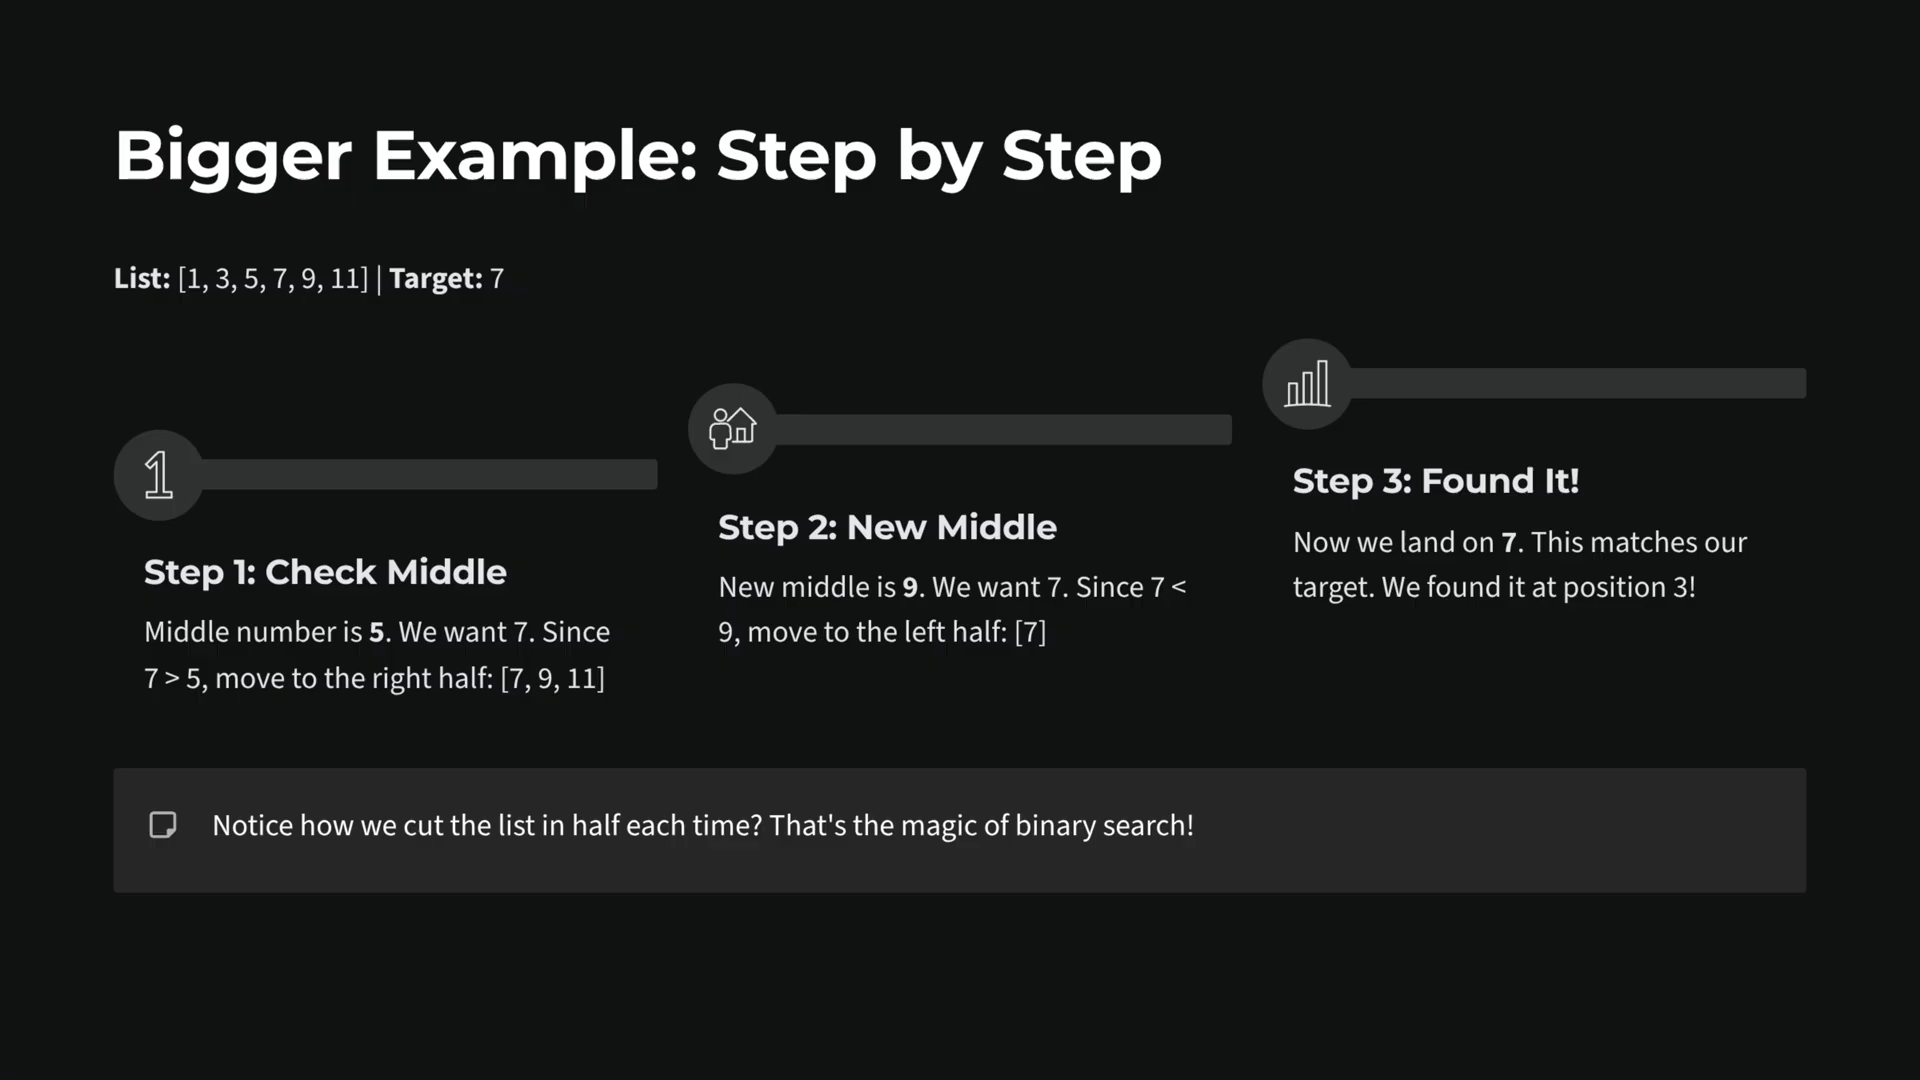 Bigger Example: Step by Step
List: [1, 3, 5, 7, 9, 11] | Target: 7
1
Step 1: Check Middle
Middle number is 5. We want 7. Since
7 > 5, move to the right half: [7, 9, 11]
Step 2: New Middle
New middle is 9. We want 7. Since 7 <
9, move to the left half: [7]
Step 3: Found It!
Now we land on 7. This matches our
target. We found it at position 3!
Notice how we cut the list in half each time? That's the magic of binary search!